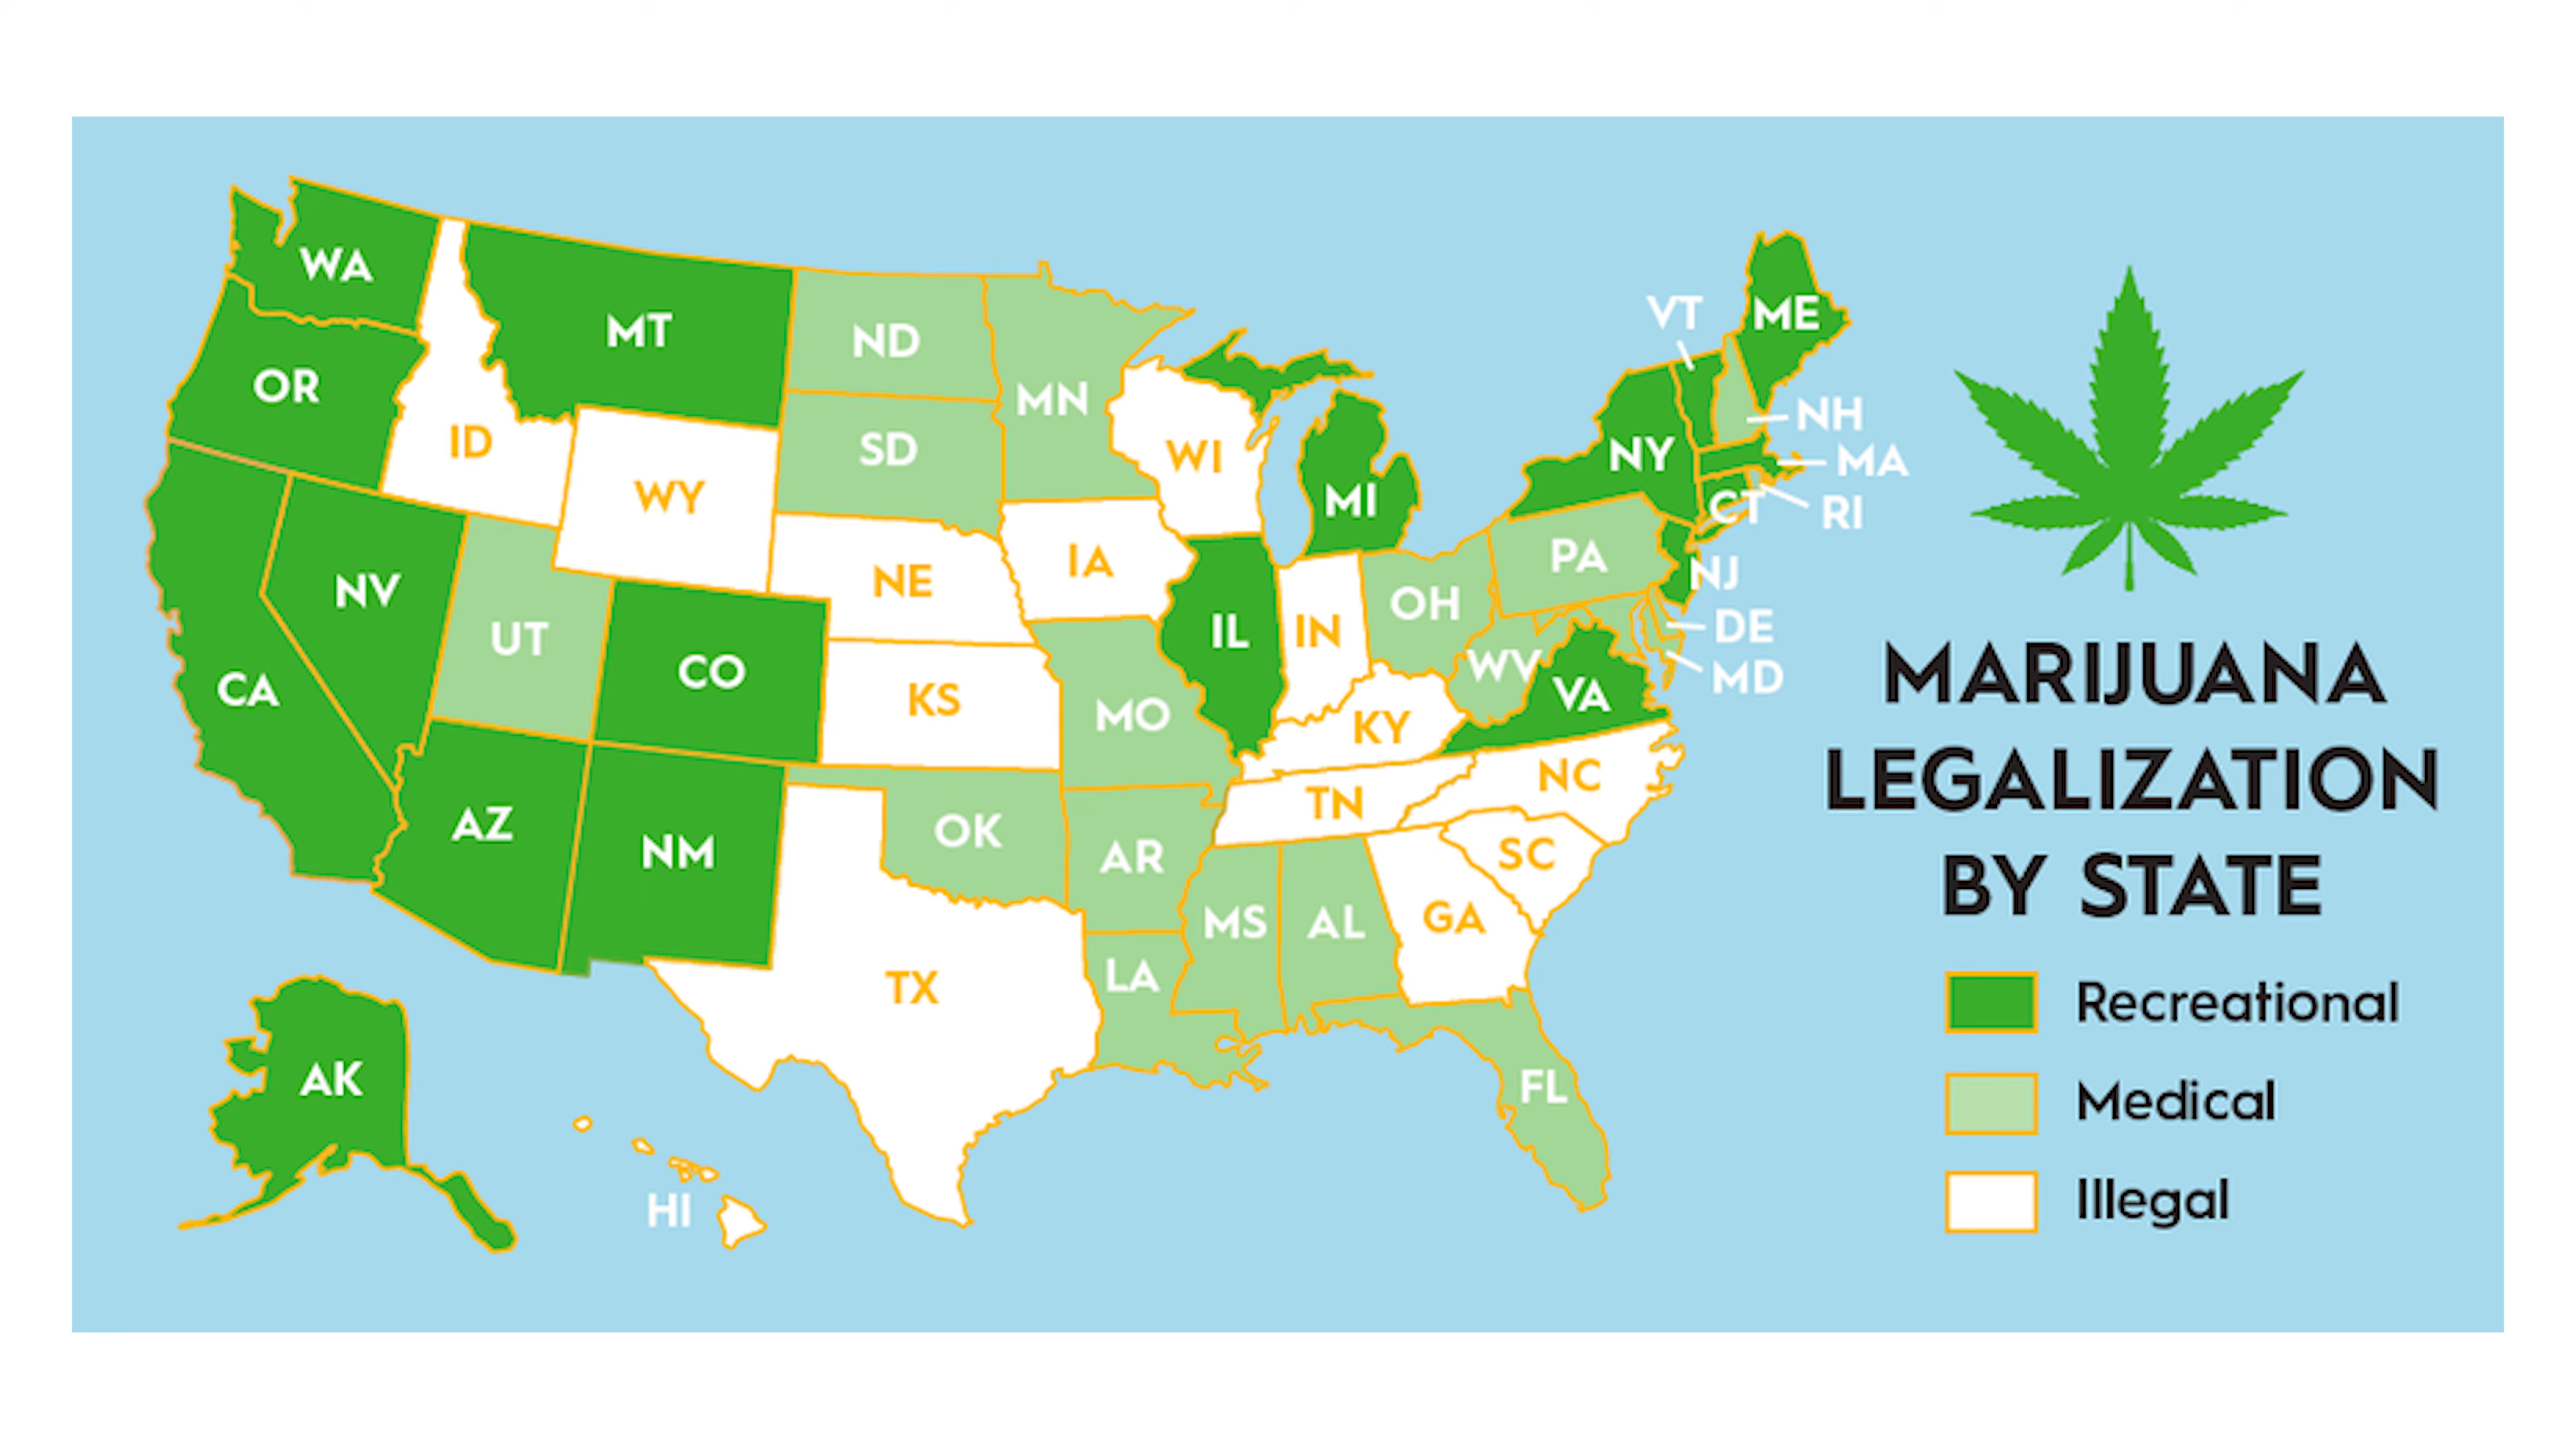 WA
MT
ND
MN
VT
ME
OR
ID
SD
WI
NH
WY
NY
MA
MI
CT
RI
NV
NE
IA
PA
NJ
UT
IL
IN
OH
DE
CA
CO
KS
MO
WV
VA
MD
KY
AZ
NM
OK
AR
TN
NC
SC
TX
LA
MS
AL
GA
AK
HI
FL
MARIJUANA
LEGALIZATION
BY STATE
Recreational
Medical
Illegal